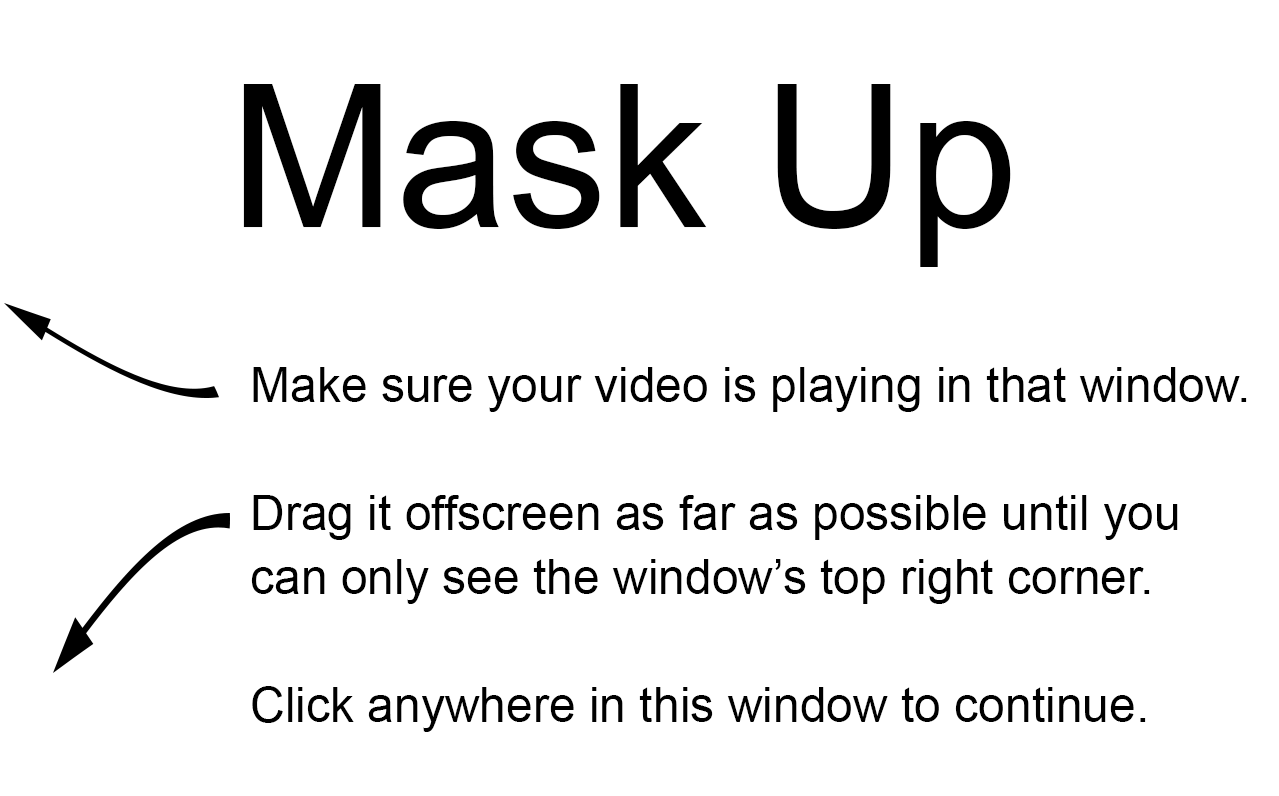 Mask Up
Make sure your video is playing in that window.
Drag it offscreen as far as possible until you
can only see the window’s top right corner.
Click anywhere in this window to continue.